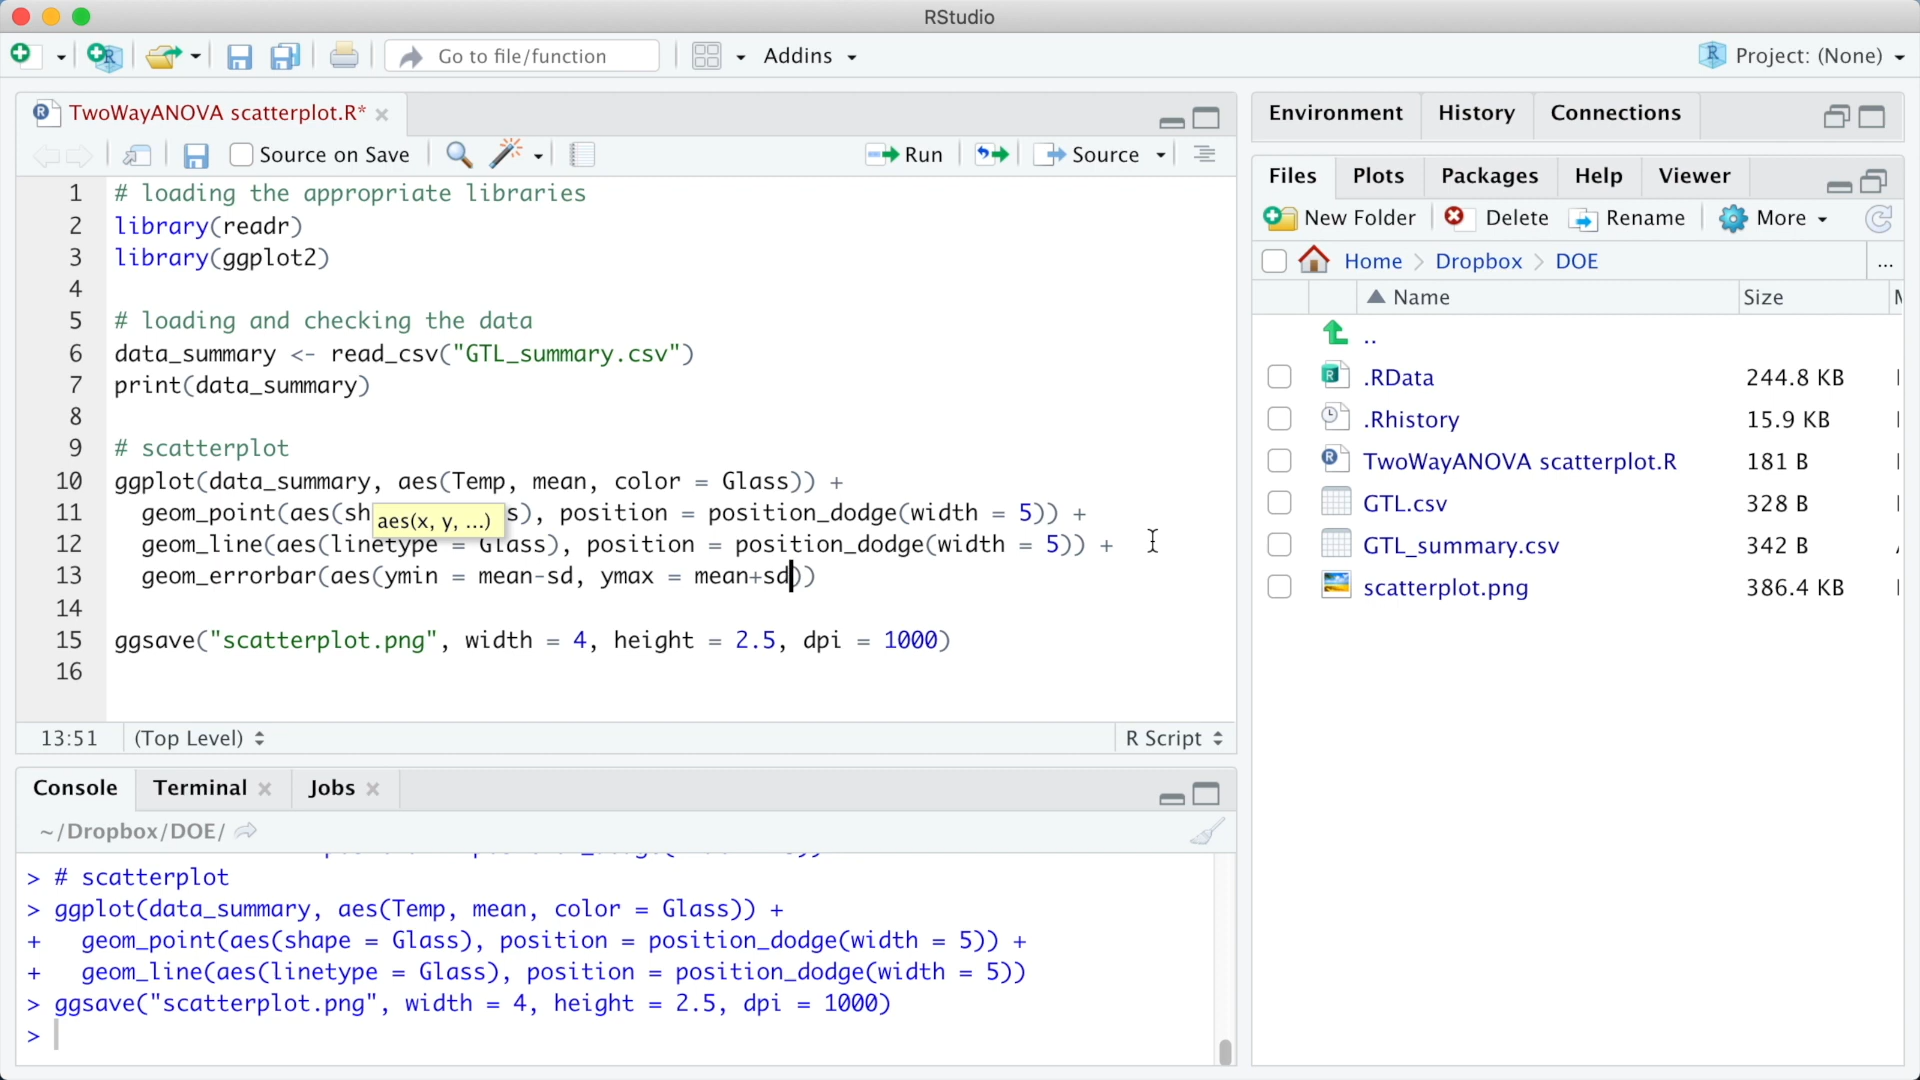 RStudio
Go to file/function
Addins
Project: (None)
TwoWayANOVA scatterplot.R*
Source on Save
Run
Source
1 # loading the appropriate libraries
2 library(readr)
3 library(ggplot2)
4
5 # loading and checking the data
6 data_summary <- read_csv("GTL_summary.csv")
7 print(data_summary)
8
9 # scatterplot
10 ggplot(data_summary, aes(Temp, mean, color = Glass)) +
11 geom_point(aes(sh s), position = position_dodge(width = 5)) +
aes(x, y, ...)
12 geom_line(aes(linetype = Glass), position = position_dodge(width = 5)) +
13 geom_errorbar(aes(ymin = mean-sd, ymax = mean+sd))
14
15 ggsave("scatterplot.png", width = 4, height = 2.5, dpi = 1000)
16
13:51 (Top Level) R Script
Console Terminal Jobs
~/Dropbox/DOE/
> # scatterplot
> ggplot(data_summary, aes(Temp, mean, color = Glass)) +
+ geom_point(aes(shape = Glass), position = position_dodge(width = 5)) +
+ geom_line(aes(linetype = Glass), position = position_dodge(width = 5))
> ggsave("scatterplot.png", width = 4, height = 2.5, dpi = 1000)
>
Environment History Connections
Files Plots Packages Help Viewer
New Folder Delete Rename More
Home Dropbox DOE ...
Name Size
..
.RData 244.8 KB
.Rhistory 15.9 KB
TwoWayANOVA scatterplot.R 181 B
GTL.csv 328 B
GTL_summary.csv 342 B
scatterplot.png 386.4 KB